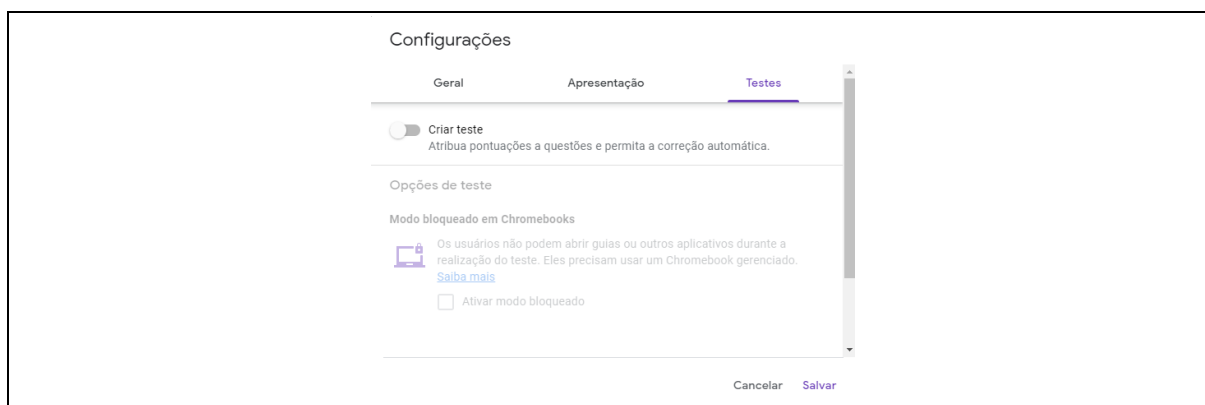 Configurações
Geral Apresentação Testes
Criar teste
Atribua pontuações a questões e permita a correção automática.
Opções de teste
Modo bloqueado em Chromebooks
Os usuários não podem abrir guias ou outros aplicativos durante a
realização do teste. Eles precisam usar um Chromebook gerenciado.
Saiba mais
Ativar modo bloqueado
Cancelar Salvar